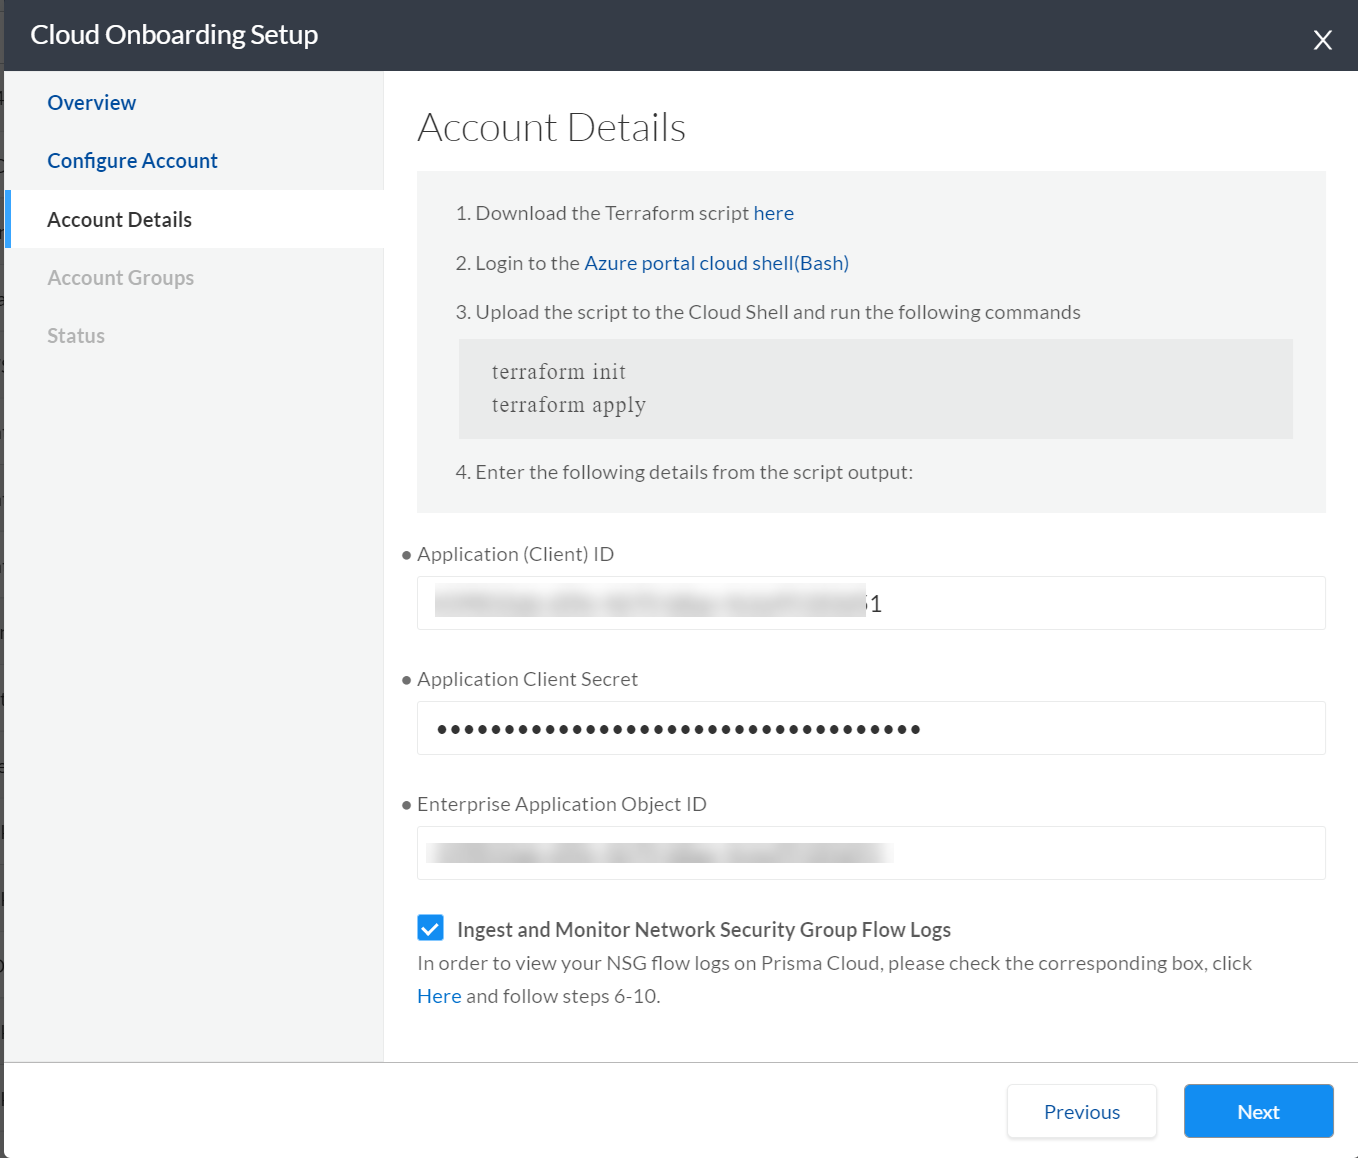 Cloud Onboarding Setup
X
Overview
Configure Account
Account Details
Account Groups
Status
Account Details
1. Download the Terraform script here
2. Login to the Azure portal cloud shell(Bash)
3. Upload the script to the Cloud Shell and run the following commands
terraform init
terraform apply
4. Enter the following details from the script output:
Application (Client) ID
1
Application Client Secret
••••••••••••••••••••••••••••••••••••
Enterprise Application Object ID
Ingest and Monitor Network Security Group Flow Logs
In order to view your NSG flow logs on Prisma Cloud, please check the corresponding box, click
Here and follow steps 6-10.
Previous
Next